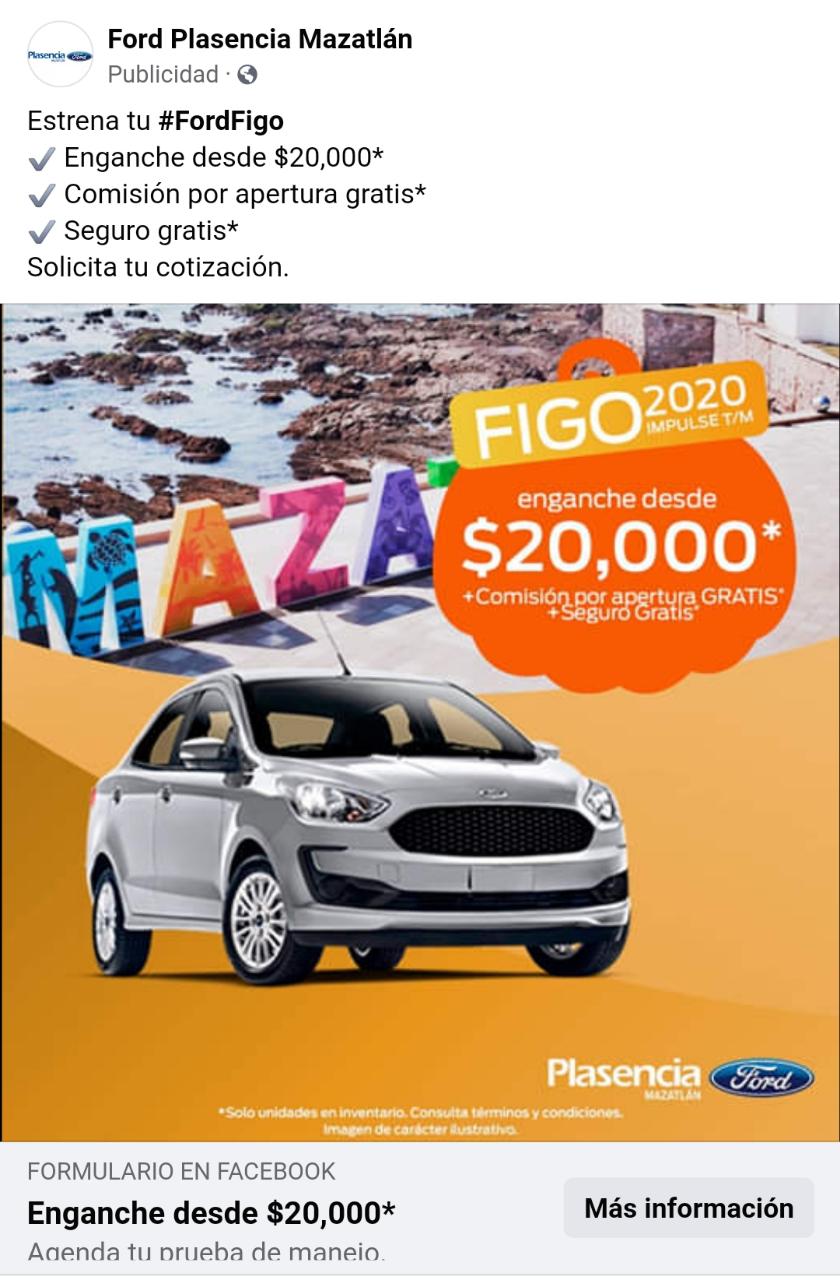 Plasencia Ford
Ford Plasencia Mazatlán
Publicidad ·
Estrena tu #FordFigo
✔ Enganche desde $20,000*
✔ Comisión por apertura gratis*
✔ Seguro gratis*
Solicita tu cotización.
FIGO 2020
IMPULSE T/M
MAZA
enganche desde
$20,000*
+Comisión por apertura GRATIS*
+Seguro Gratis*
Plasencia Ford
MAZATLÁN
*Solo unidades en inventario. Consulta términos y condiciones.
Imagen de carácter ilustrativo.
FORMULARIO EN FACEBOOK
Enganche desde $20,000*
Más información
Agenda tu prueba de manejo.